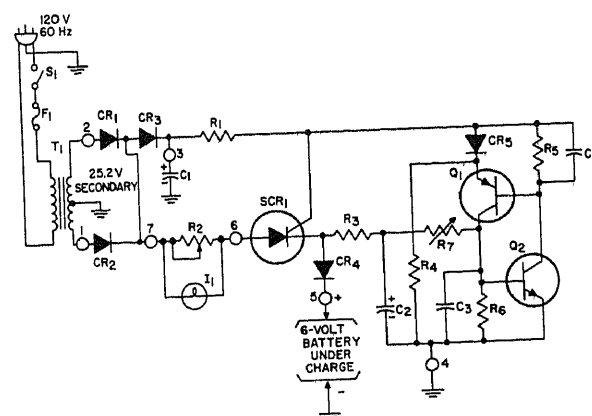 120 V
60 Hz
S1
F1
T1
2
CR1
CR3
R1
3
+
-
C1
25.2 V
SECONDARY
1
CR2
7
R2
6
I1
SCR1
CR4
5
+
6-VOLT
BATTERY
UNDER
CHARGE
-
R3
+
-
C2
R7
R4
CR5
Q1
R5
C
Q2
C3
R6
4